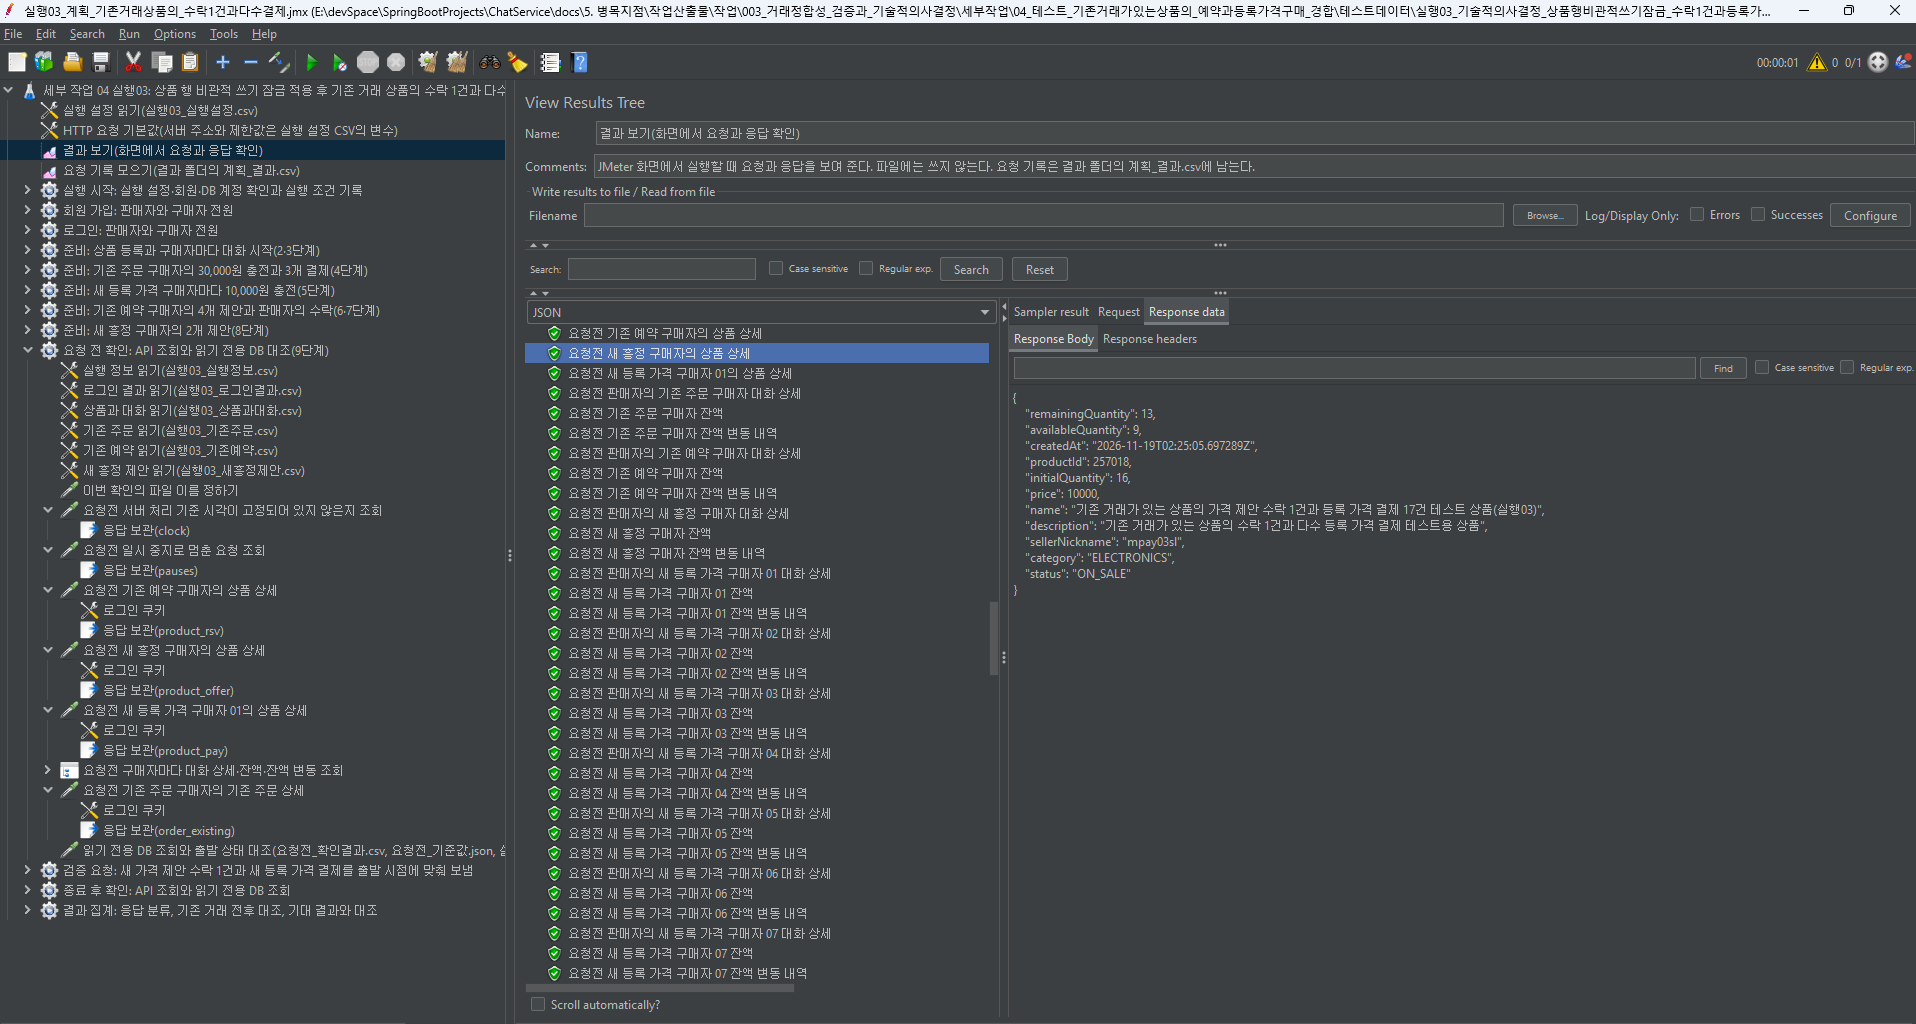 실행03_계획_기존거래상품의_수락1건과다수결제.jmx (E:\devSpace\SpringBootProjects\ChatService\docs\5. 병목지점\작업산출물\작업\003_거래정합성_검증과_기술적의사결정\세부작업\04_테스트_기존거래가있는상품의_예약과등록가격구매_경합\테스트데이터\실행03_기술적의사결정_상품행비관적쓰기잠금_수락1건과등록가...
File Edit Search Run Options Tools Help
00:00:01 0 0/1
세부 작업 04 실행03: 상품 행 비관적 쓰기 잠금 적용 후 기존 거래 상품의 수락 1건과 다수
실행 설정 읽기(실행03_실행설정.csv)
HTTP 요청 기본값(서버 주소와 제한값은 실행 설정 CSV의 변수)
결과 보기(화면에서 요청과 응답 확인)
요청 기록 모으기(결과 폴더의 계획_결과.csv)
실행 시작: 실행 설정·회원·DB 계정 확인과 실행 조건 기록
회원 가입: 판매자와 구매자 전원
로그인: 판매자와 구매자 전원
준비: 상품 등록과 구매자마다 대화 시작(2·3단계)
준비: 기존 주문 구매자의 30,000원 충전과 3개 결제(4단계)
준비: 새 등록 가격 구매자마다 10,000원 충전(5단계)
준비: 기존 예약 구매자의 4개 제안과 판매자의 수락(6·7단계)
준비: 새 흥정 구매자의 2개 제안(8단계)
요청 전 확인: API 조회와 읽기 전용 DB 대조(9단계)
실행 정보 읽기(실행03_실행정보.csv)
로그인 결과 읽기(실행03_로그인결과.csv)
상품과 대화 읽기(실행03_상품과대화.csv)
기존 주문 읽기(실행03_기존주문.csv)
기존 예약 읽기(실행03_기존예약.csv)
새 흥정 제안 읽기(실행03_새흥정제안.csv)
이번 확인의 파일 이름 정하기
요청전 서버 처리 기준 시각이 고정되어 있지 않은지 조회
응답 보관(clock)
요청전 일시 중지로 멈춘 요청 조회
응답 보관(pauses)
요청전 기존 예약 구매자의 상품 상세
로그인 쿠키
응답 보관(product_rsv)
요청전 새 흥정 구매자의 상품 상세
로그인 쿠키
응답 보관(product_offer)
요청전 새 등록 가격 구매자 01의 상품 상세
로그인 쿠키
응답 보관(product_pay)
요청전 구매자마다 대화 상세·잔액·잔액 변동 조회
요청전 기존 주문 구매자의 기존 주문 상세
로그인 쿠키
응답 보관(order_existing)
읽기 전용 DB 조회와 출발 상태 대조(요청전_확인결과.csv, 요청전_기준값.json, 실
검증 요청: 새 가격 제안 수락 1건과 새 등록 가격 결제를 출발 시점에 맞춰 보냄
종료 후 확인: API 조회와 읽기 전용 DB 조회
결과 집계: 응답 분류, 기존 거래 전후 대조, 기대 결과와 대조
View Results Tree
Name: 결과 보기(화면에서 요청과 응답 확인)
Comments: JMeter 화면에서 실행할 때 요청과 응답을 보여 준다. 파일에는 쓰지 않는다. 요청 기록은 결과 폴더의 계획_결과.csv에 남는다.
Write results to file / Read from file
Filename Browse... Log/Display Only: Errors Successes Configure
Search: Case sensitive Regular exp. Search Reset
JSON
요청전 기존 예약 구매자의 상품 상세
요청전 새 흥정 구매자의 상품 상세
요청전 새 등록 가격 구매자 01의 상품 상세
요청전 판매자의 기존 주문 구매자 대화 상세
요청전 기존 주문 구매자 잔액
요청전 기존 주문 구매자 잔액 변동 내역
요청전 판매자의 기존 예약 구매자 대화 상세
요청전 기존 예약 구매자 잔액
요청전 기존 예약 구매자 잔액 변동 내역
요청전 판매자의 새 흥정 구매자 대화 상세
요청전 새 흥정 구매자 잔액
요청전 새 흥정 구매자 잔액 변동 내역
요청전 판매자의 새 등록 가격 구매자 01 대화 상세
요청전 새 등록 가격 구매자 01 잔액
요청전 새 등록 가격 구매자 01 잔액 변동 내역
요청전 판매자의 새 등록 가격 구매자 02 대화 상세
요청전 새 등록 가격 구매자 02 잔액
요청전 새 등록 가격 구매자 02 잔액 변동 내역
요청전 판매자의 새 등록 가격 구매자 03 대화 상세
요청전 새 등록 가격 구매자 03 잔액
요청전 새 등록 가격 구매자 03 잔액 변동 내역
요청전 판매자의 새 등록 가격 구매자 04 대화 상세
요청전 새 등록 가격 구매자 04 잔액
요청전 새 등록 가격 구매자 04 잔액 변동 내역
요청전 판매자의 새 등록 가격 구매자 05 대화 상세
요청전 새 등록 가격 구매자 05 잔액
요청전 새 등록 가격 구매자 05 잔액 변동 내역
요청전 판매자의 새 등록 가격 구매자 06 대화 상세
요청전 새 등록 가격 구매자 06 잔액
요청전 새 등록 가격 구매자 06 잔액 변동 내역
요청전 판매자의 새 등록 가격 구매자 07 대화 상세
요청전 새 등록 가격 구매자 07 잔액
요청전 새 등록 가격 구매자 07 잔액 변동 내역
Scroll automatically?
Sampler result Request Response data
Response Body Response headers
Find Case sensitive Regular exp.
{
"remainingQuantity": 13,
"availableQuantity": 9,
"createdAt": "2026-11-19T02:25:05.697289Z",
"productId": 257018,
"initialQuantity": 16,
"price": 10000,
"name": "기존 거래가 있는 상품의 가격 제안 수락 1건과 등록 가격 결제 17건 테스트 상품(실행03)",
"description": "기존 거래가 있는 상품의 수락 1건과 다수 등록 가격 결제 테스트용 상품",
"sellerNickname": "mpay03sl",
"category": "ELECTRONICS",
"status": "ON_SALE"
}